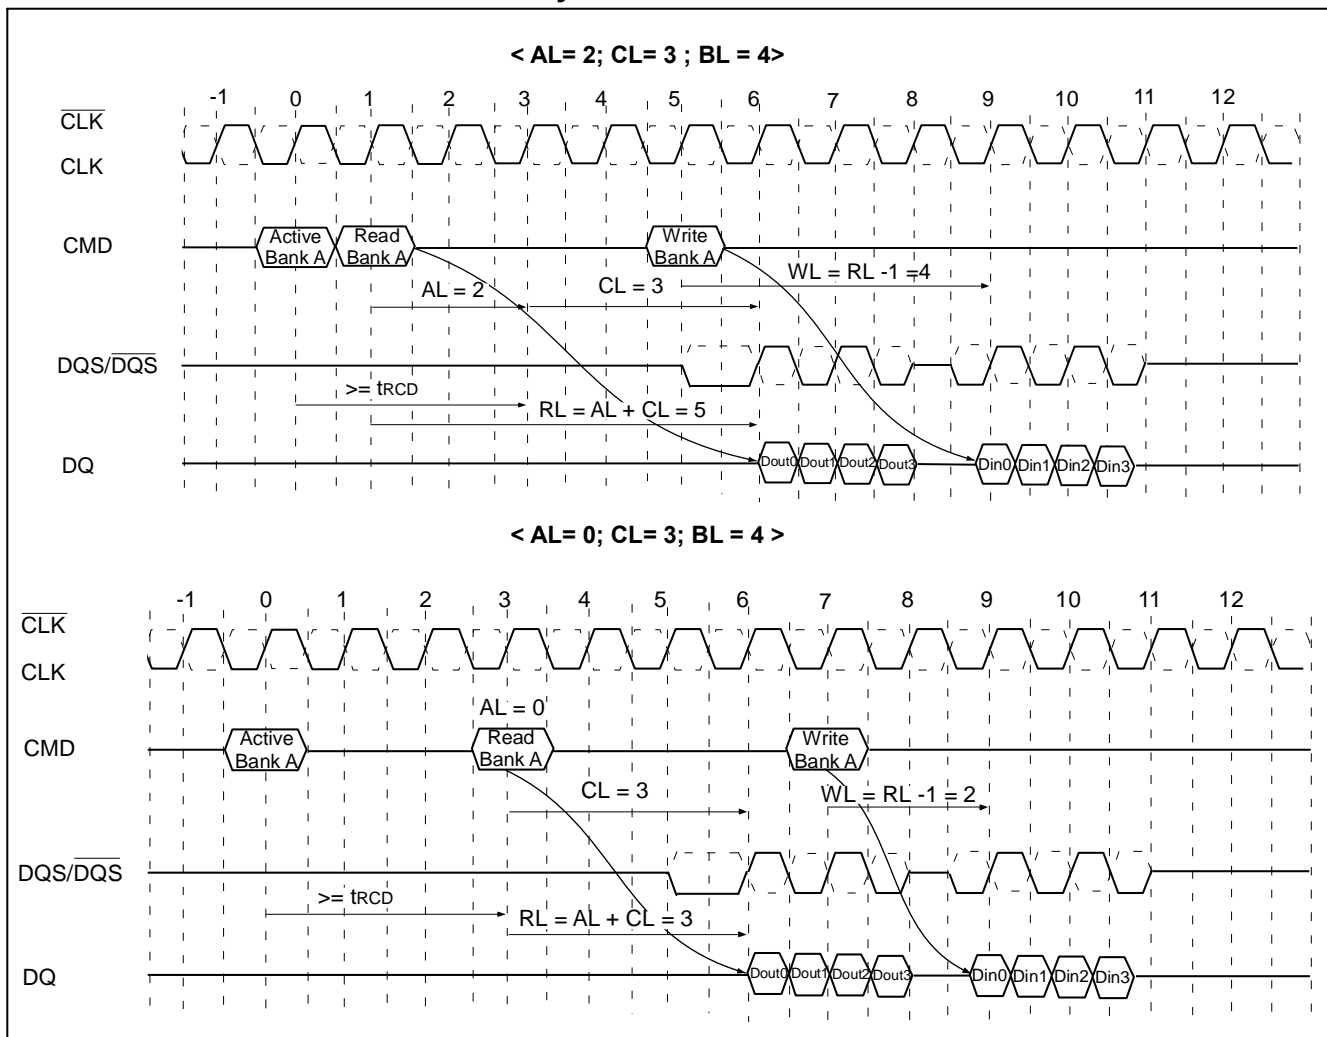 < AL= 2; CL= 3 ; BL = 4>
-1 0 1 2 3 4 5 6 7 8 9 10 11 12
CLK
CLK
CMD
Active
Bank A
Read
Bank A
Write
Bank A
WL = RL -1 =4
AL = 2
CL = 3
DQS/DQS
>= tRCD
RL = AL + CL = 5
DQ
Dout0 Dout1 Dout2 Dout3
Din0 Din1 Din2 Din3
< AL= 0; CL= 3; BL = 4 >
-1 0 1 2 3 4 5 6 7 8 9 10 11 12
CLK
CLK
AL = 0
CMD
Active
Bank A
Read
Bank A
Write
Bank A
CL = 3
WL = RL -1 = 2
DQS/DQS
>= tRCD
RL = AL + CL = 3
DQ
Dout0 Dout1 Dout2 Dout3
Din0 Din1 Din2 Din3